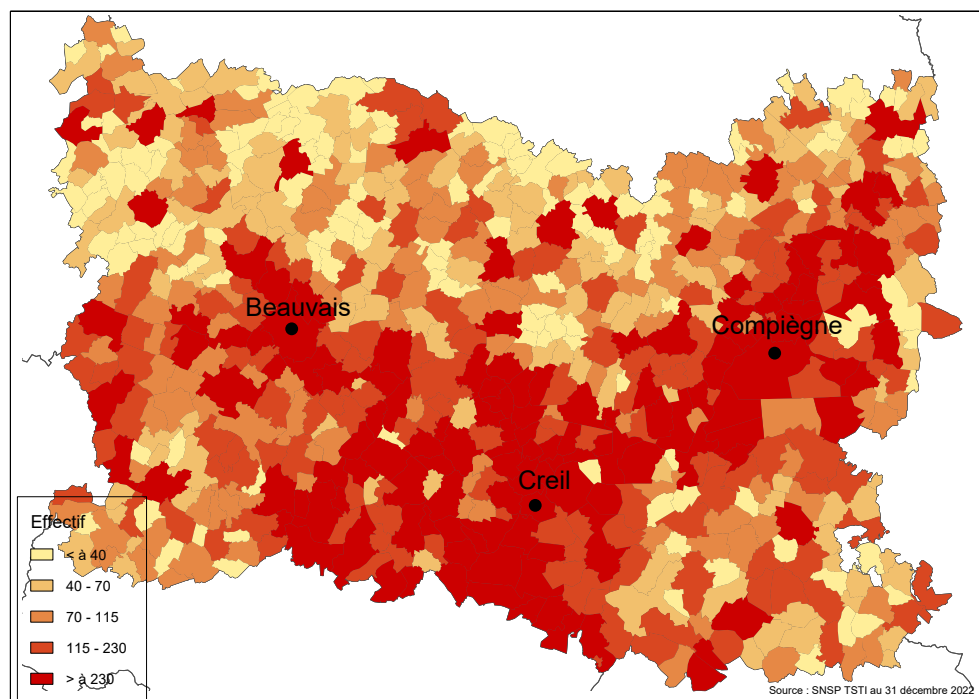 Beauvais
Compiègne
Creil
Effectif
< à 40
40 - 70
70 - 115
115 - 230
> à 230
Source : SNSP TSTI au 31 décembre 2022